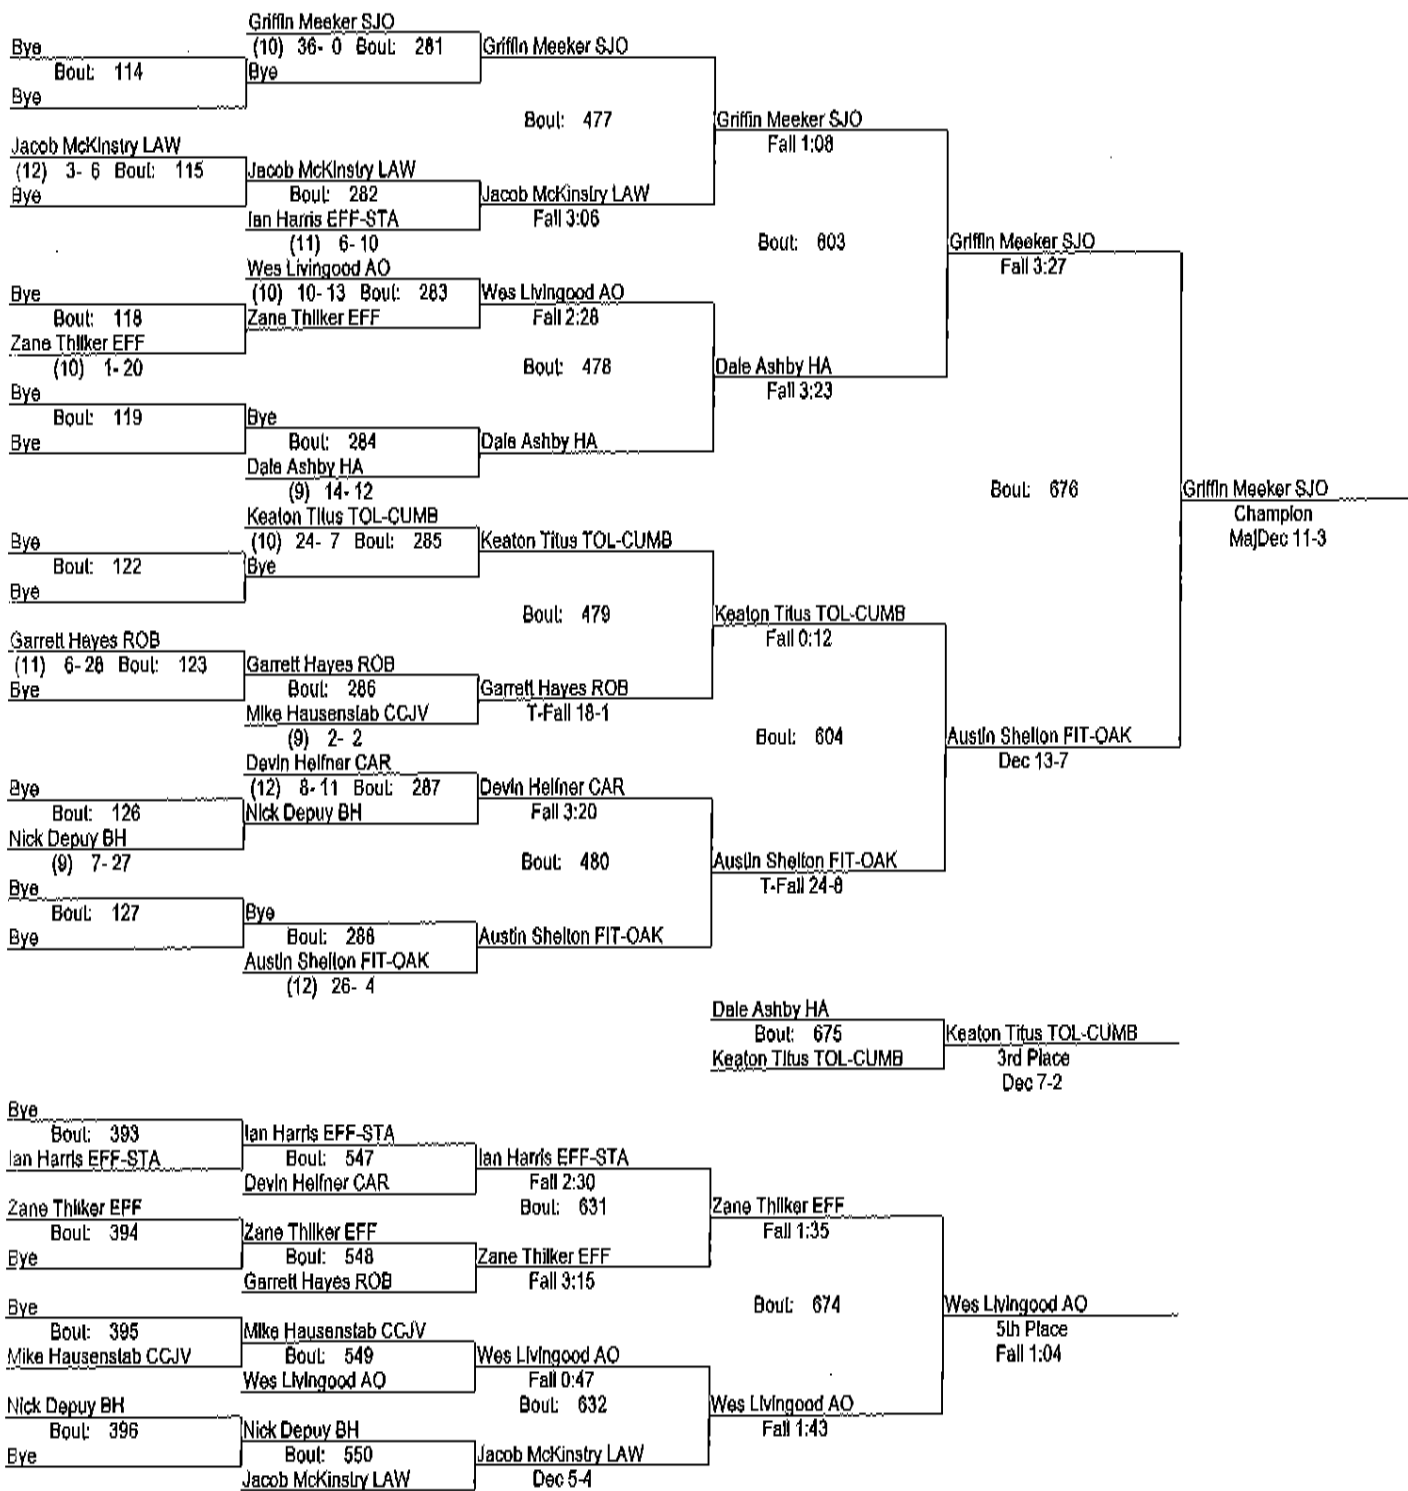 Griffin Meeker SJO
Bye
(10) 36- 0 Bout: 281
Griffin Meeker SJO
Bout: 114
Bye
Bye
Bout: 477
Griffin Meeker SJO
Fall 1:08
Jacob McKinstry LAW
(12) 3- 6 Bout: 115
Jacob McKinstry LAW
Bye
Bout: 282
Jacob McKinstry LAW
Ian Harris EFF-STA
Fall 3:06
(11) 6- 10
Bout: 603
Griffin Meeker SJO
Fall 3:27
Wes Livingood AO
Bye
(10) 10- 13 Bout: 283
Wes Livingood AO
Bout: 118
Zane Thilker EFF
Fall 2:28
Zane Thilker EFF
(10) 1- 20
Bout: 478
Dale Ashby HA
Fall 3:23
Bye
Bout: 119
Bye
Bye
Bout: 284
Dale Ashby HA
Dale Ashby HA
(9) 14- 12
Bout: 676
Griffin Meeker SJO
Champion
MajDec 11-3
Keaton Titus TOL-CUMB
Bye
(10) 24- 7 Bout: 285
Keaton Titus TOL-CUMB
Bout: 122
Bye
Bye
Bout: 479
Keaton Titus TOL-CUMB
Fall 0:12
Garrett Hayes ROB
(11) 6- 28 Bout: 123
Garrett Hayes ROB
Bye
Bout: 286
Garrett Hayes ROB
Mike Hausenstab CCJV
T-Fall 18-1
(9) 2- 2
Bout: 604
Austin Shelton FIT-OAK
Dec 13-7
Devin Helfner CAR
Bye
(12) 8- 11 Bout: 287
Devin Helfner CAR
Bout: 126
Nick Depuy BH
Fall 3:20
Nick Depuy BH
(9) 7- 27
Bout: 480
Austin Shelton FIT-OAK
T-Fall 24-8
Bye
Bout: 127
Bye
Bye
Bout: 288
Austin Shelton FIT-OAK
Austin Shelton FIT-OAK
(12) 26- 4
Dale Ashby HA
Bout: 675
Keaton Titus TOL-CUMB
Keaton Titus TOL-CUMB
3rd Place
Dec 7-2
Bye
Bout: 393
Ian Harris EFF-STA
Ian Harris EFF-STA
Bout: 547
Ian Harris EFF-STA
Devin Helfner CAR
Fall 2:30
Bout: 631
Zane Thilker EFF
Fall 1:35
Zane Thilker EFF
Bout: 394
Zane Thilker EFF
Bye
Bout: 548
Zane Thilker EFF
Garrett Hayes ROB
Fall 3:15
Bout: 674
Wes Livingood AO
5th Place
Fall 1:04
Bye
Bout: 395
Mike Hausenstab CCJV
Mike Hausenstab CCJV
Bout: 549
Wes Livingood AO
Wes Livingood AO
Fall 0:47
Bout: 632
Wes Livingood AO
Fall 1:43
Nick Depuy BH
Bout: 396
Nick Depuy BH
Bye
Bout: 550
Jacob McKinstry LAW
Jacob McKinstry LAW
Dec 5-4